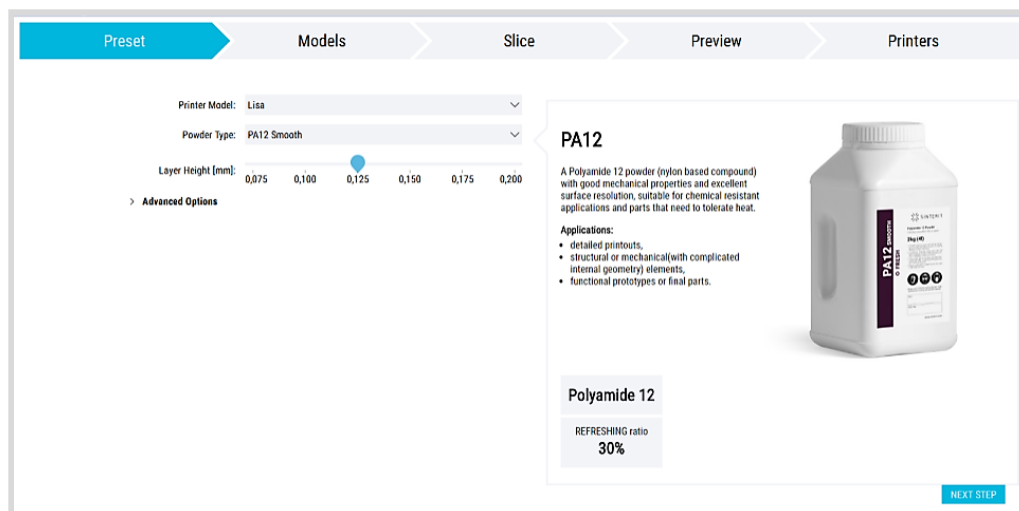 Preset
Models
Slice
Preview
Printers
Printer Model:
Lisa
Powder Type:
PA12 Smooth
Layer Height [mm]:
0,075
0,100
0,125
0,150
0,175
0,200
Advanced Options
PA12
A Polyamide 12 powder (nylon based compound)
with good mechanical properties and excellent
surface resolution, suitable for chemical resistant
applications and parts that need to tolerate heat.
Applications:
detailed printouts,
structural or mechanical(with complicated
internal geometry) elements,
functional prototypes or final parts.
SINTERIT
Polyamide 12 Powder
PA12 SMOOTH
FRESH
Polyamide 12
REFRESHING ratio
30%
NEXT STEP